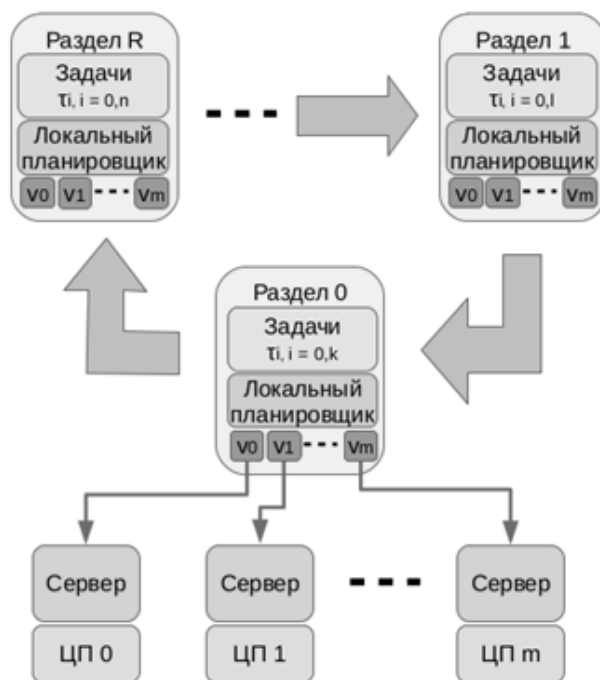 Раздел R
Задачи
τi, i = 0,n
Локальный
планировщик
V0 V1 Vm
Раздел 1
Задачи
τi, i = 0,l
Локальный
планировщик
V0 V1 Vm
Раздел 0
Задачи
τi, i = 0,k
Локальный
планировщик
V0 V1 Vm
Сервер
ЦП 0
Сервер
ЦП 1
Сервер
ЦП m